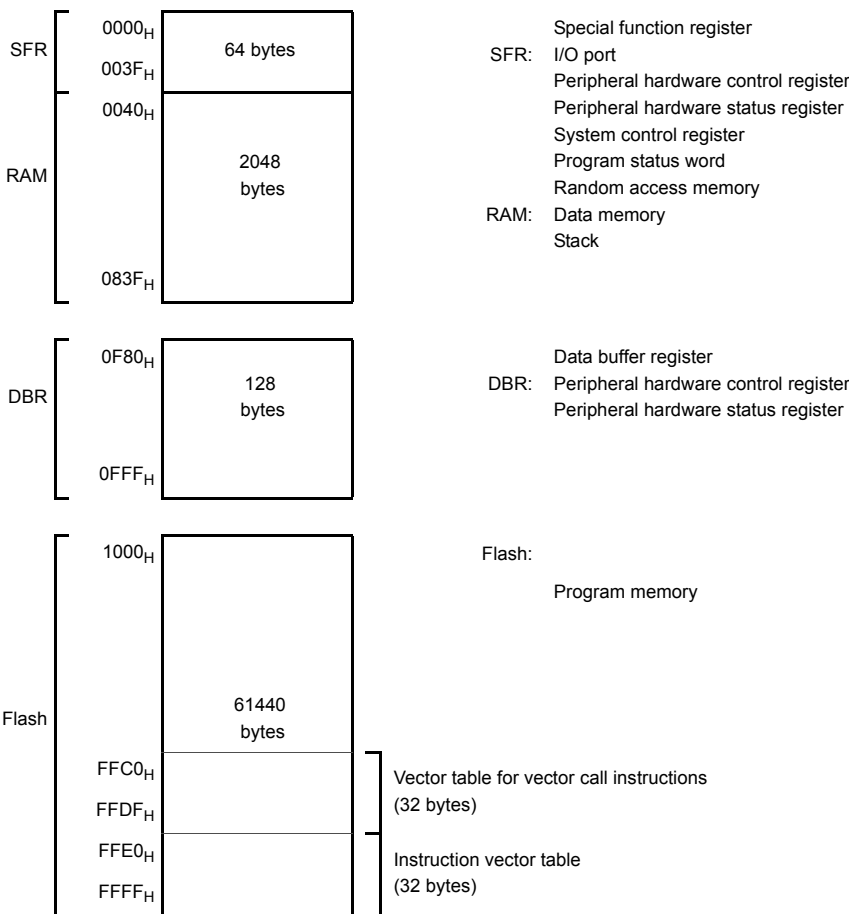 0000H
SFR
64 bytes
003FH
0040H
RAM
2048
bytes
083FH
Special function register
SFR: I/O port
Peripheral hardware control register
Peripheral hardware status register
System control register
Program status word
Random access memory
RAM: Data memory
Stack
0F80H
DBR
128
bytes
0FFFH
Data buffer register
DBR: Peripheral hardware control register
Peripheral hardware status register
1000H
Flash:
Program memory
Flash
61440
bytes
FFC0H
FFDFH
Vector table for vector call instructions
(32 bytes)
FFE0H
FFFFH
Instruction vector table
(32 bytes)